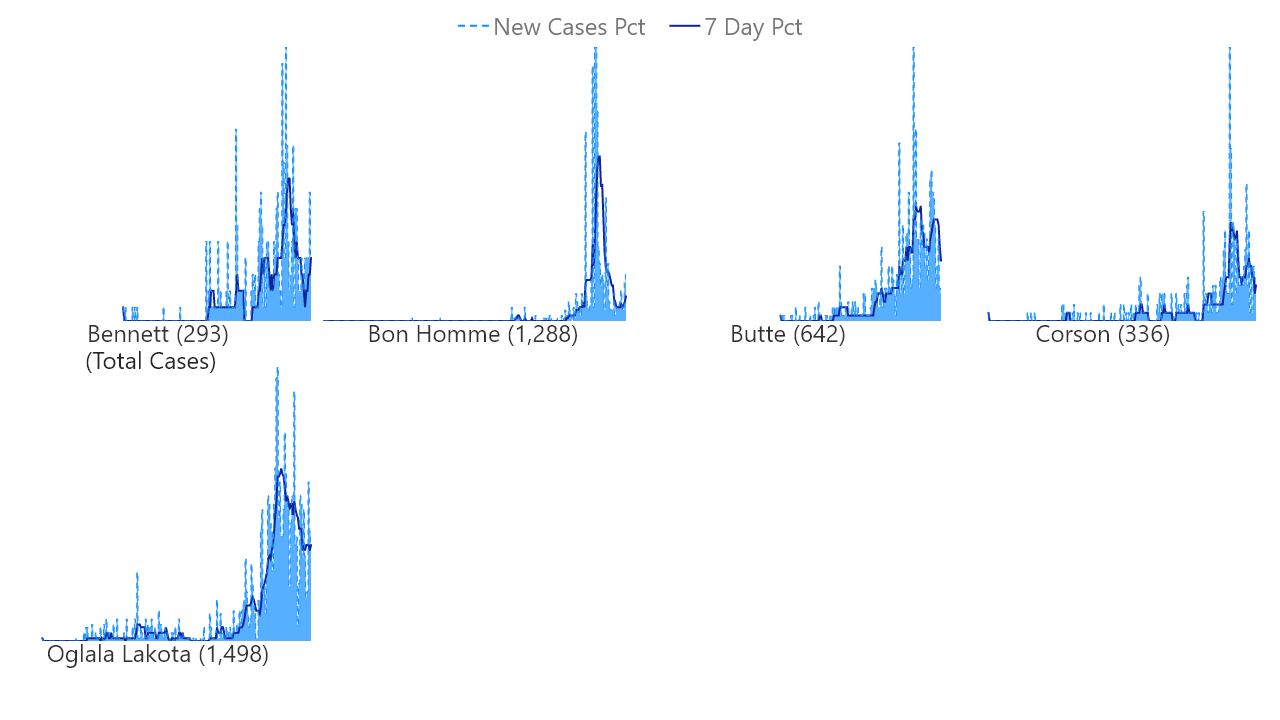 New Cases Pct 7 Day Pct
Bennett (293) Bon Homme (1,288) Butte (642) Corson (336)
(Total Cases)
Oglala Lakota (1,498)